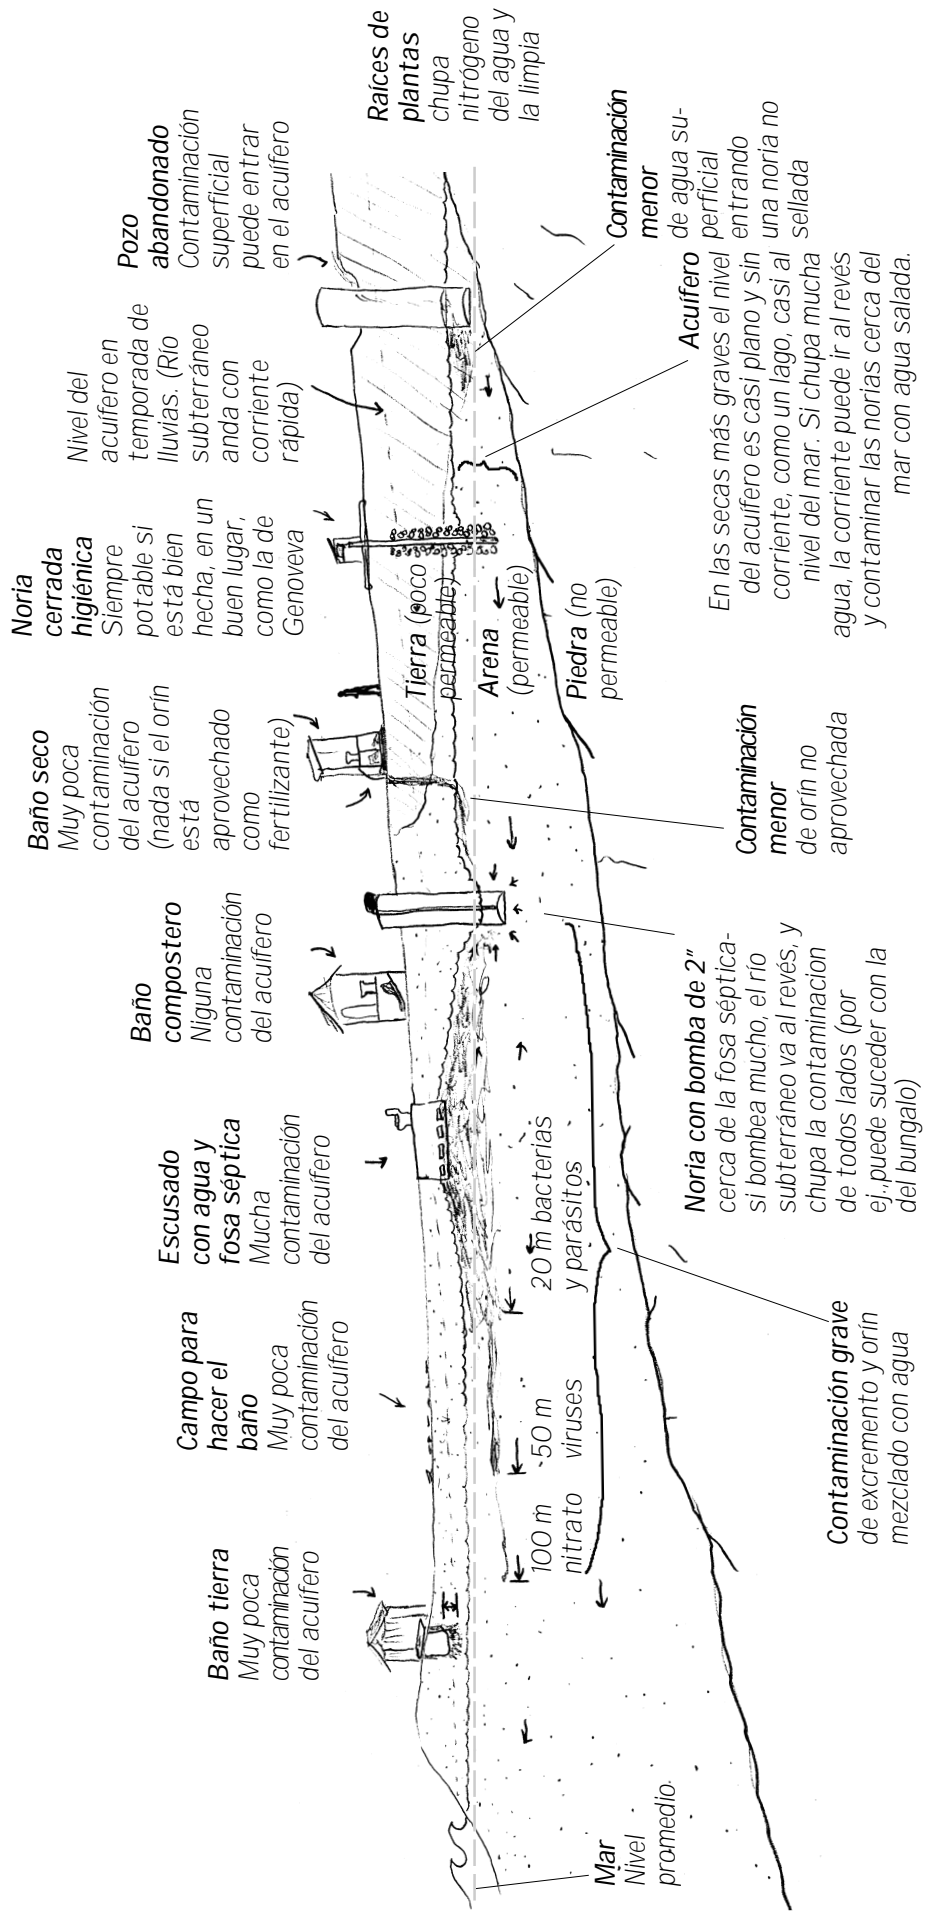 Baño tierra
Muy poca
contaminación
del acuífero
Campo para
hacer el
baño
Muy poca
contaminación
del acuífero
Escusado
con agua y
fosa séptica
Mucha
contaminación
del acuífero
Baño
compostero
Niguna
contaminación
del acuífero
Baño seco
Muy poca
contaminación
del acuífero
(nada si el orín
está
aprovechado
como
fertilizante)
Noria
cerrada
higiénica
Siempre
potable si
está bien
hecha, en un
buen lugar,
como la de
Genoveva
Nivel del
acuífero en
temporada de
lluvias. (Río
subterráneo
anda con
corriente
rápida)
Pozo
abandonado
Contaminación
superficial
puede entrar
en el acuífero
Raíces de
plantas
chupa
nitrógeno
del agua y
la limpia
Tierra (poco
permeable)
Arena
(permeable)
Piedra (no
permeable)
100 m
nitrato
50 m
viruses
20 m bacterias
y parásitos
Mar
Nivel
promedio
Contaminación grave
de excremento y orín
mezclado con agua
Noria con bomba de 2"
cerca de la fosa séptica-
si bombea mucho, el río
subterráneo va al revés, y
chupa la contaminacion
de todos lados (por
ej., puede suceder con la
del bungalo)
Contaminación
menor
de orín no
aprovechada
Acuífero
En las secas más graves el nivel
del acuífero es casi plano y sin
corriente, como un lago, casi al
nivel del mar. Si chupa mucha
agua, la corriente puede ir al revés
y contaminar las norias cerca del
mar con agua salada.
Contaminación
menor
de agua su-
perficial
entrando
una noria no
sellada